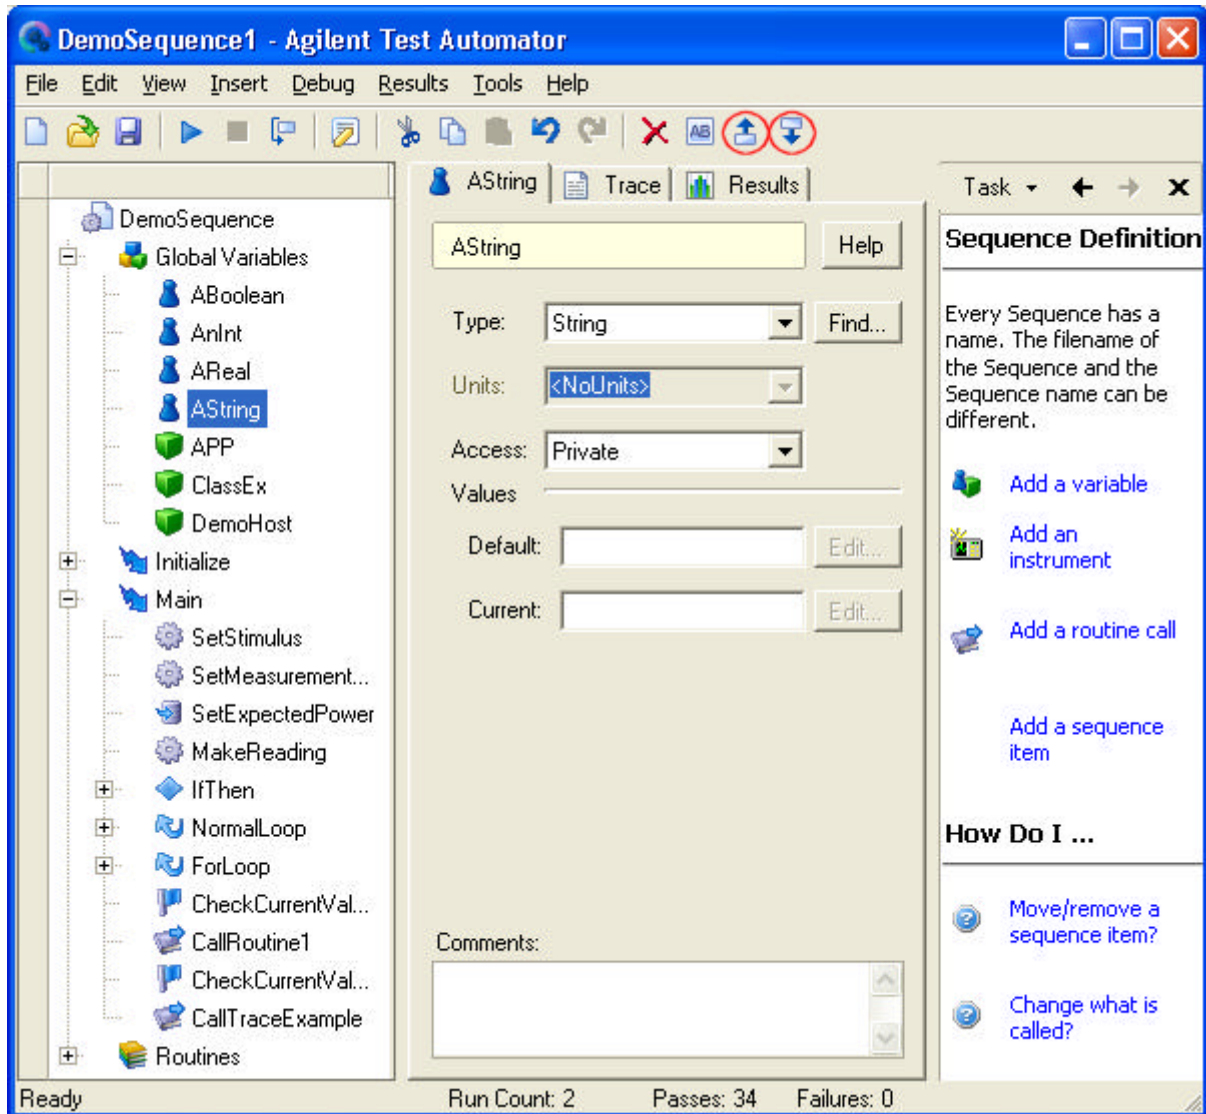 DemoSequence1 - Agilent Test Automator
File Edit View Insert Debug Results Tools Help
AB
DemoSequence
Global Variables
ABoolean
AnInt
AReal
AString
APP
ClassEx
DemoHost
Initialize
Main
SetStimulus
SetMeasurement...
SetExpectedPower
MakeReading
IfThen
NormalLoop
ForLoop
CheckCurrentVal...
CallRoutine1
CheckCurrentVal...
CallTraceExample
Routines
AString Trace Results
AString Help
Type: String Find...
Units: <NoUnits>
Access: Private
Values
Default: Edit...
Current: Edit...
Comments:
Task
Sequence Definition
Every Sequence has a
name. The filename of
the Sequence and the
Sequence name can be
different.
Add a variable
Add an
instrument
Add a routine call
Add a sequence
item
How Do I ...
Move/remove a
sequence item?
Change what is
called?
Ready Run Count: 2 Passes: 34 Failures: 0